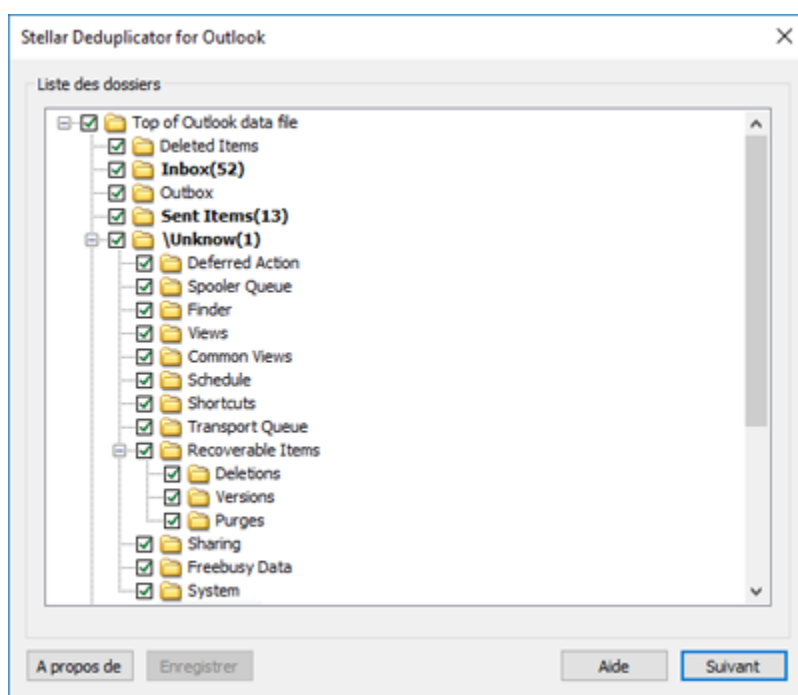 Stellar Deduplicator for Outlook
Liste des dossiers
Top of Outlook data file
Deleted Items
Inbox(52)
Outbox
Sent Items(13)
\Unknow(1)
Deferred Action
Spooler Queue
Finder
Views
Common Views
Schedule
Shortcuts
Transport Queue
Recoverable Items
Deletions
Versions
Purges
Sharing
Freebusy Data
System
A propos de Enregistrer Aide Suivant